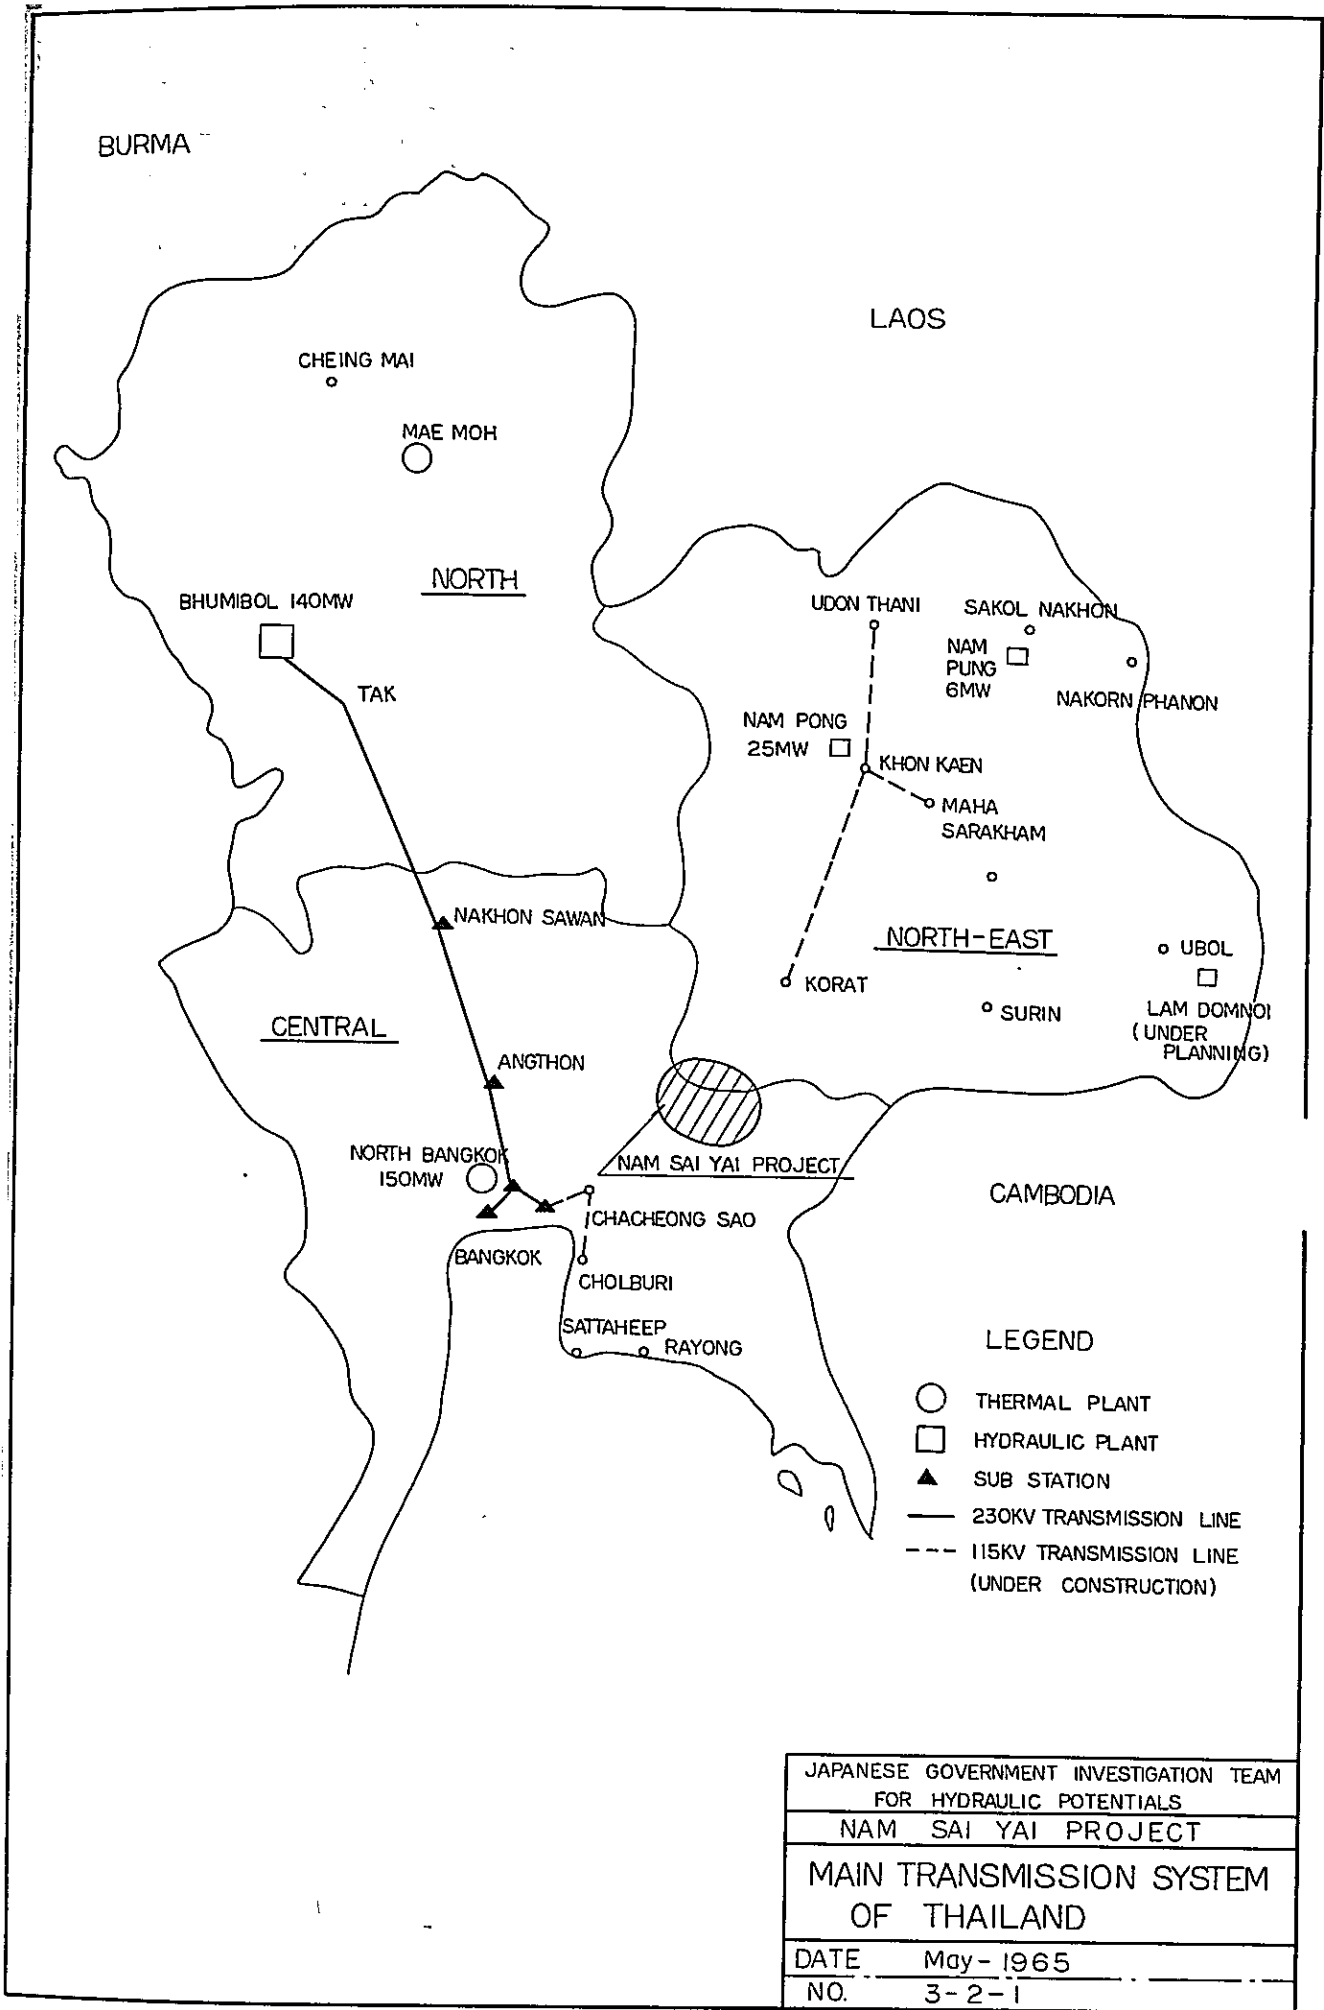 BURMA
LAOS
CHEING MAI
MAE MOH
NORTH
BHUMIBOL 140MW
TAK
UDON THANI
SAKOL NAKHON
NAM
PUNG
6MW
NAKORN PHANON
NAM PONG
25MW
KHON KAEN
MAHA
SARAKHAM
NAKHON SAWAN
NORTH-EAST
UBOL
KORAT
SURIN
LAM DOMNOI
(UNDER
PLANNING)
CENTRAL
ANGTHON
NORTH BANGKOK
150MW
NAM SAI YAI PROJECT
CAMBODIA
CHACHEONG SAO
BANGKOK
CHOLBURI
SATTAHEEP
RAYONG
LEGEND
THERMAL PLANT
HYDRAULIC PLANT
SUB STATION
230KV TRANSMISSION LINE
115KV TRANSMISSION LINE
(UNDER CONSTRUCTION)
JAPANESE GOVERNMENT INVESTIGATION TEAM
FOR HYDRAULIC POTENTIALS
NAM SAI YAI PROJECT
MAIN TRANSMISSION SYSTEM
OF THAILAND
DATE May-1965
NO. 3-2-1